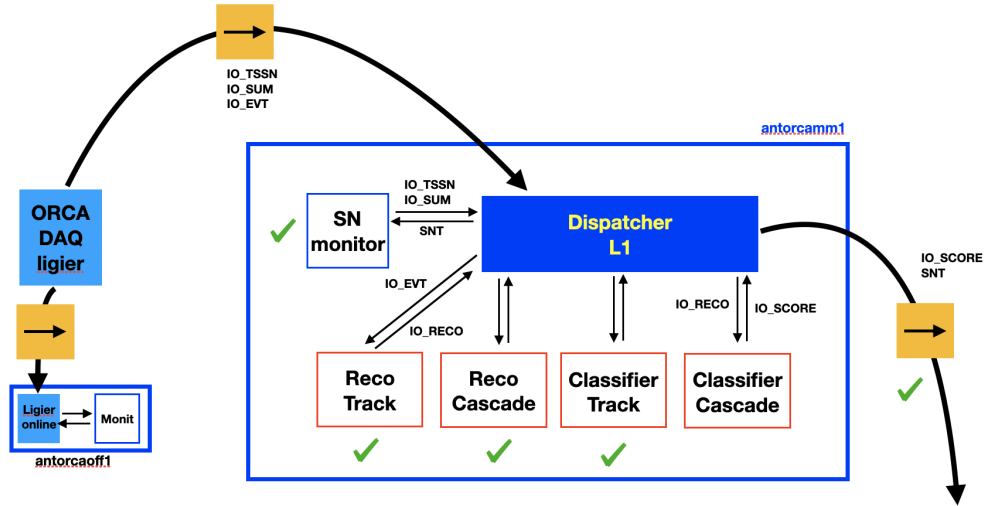 IO_TSSN
IO_SUM
IO_EVT
antorcamm1
ORCA
DAQ
ligier
SN
monitor
IO_TSSN
IO_SUM
SNT
Dispatcher
L1
IO_SCORE
SNT
IO_EVT
IO_RECO
IO_RECO
IO_SCORE
Reco
Track
Reco
Cascade
Classifier
Track
Classifier
Cascade
Ligier
online
Monit
antorcaoff1